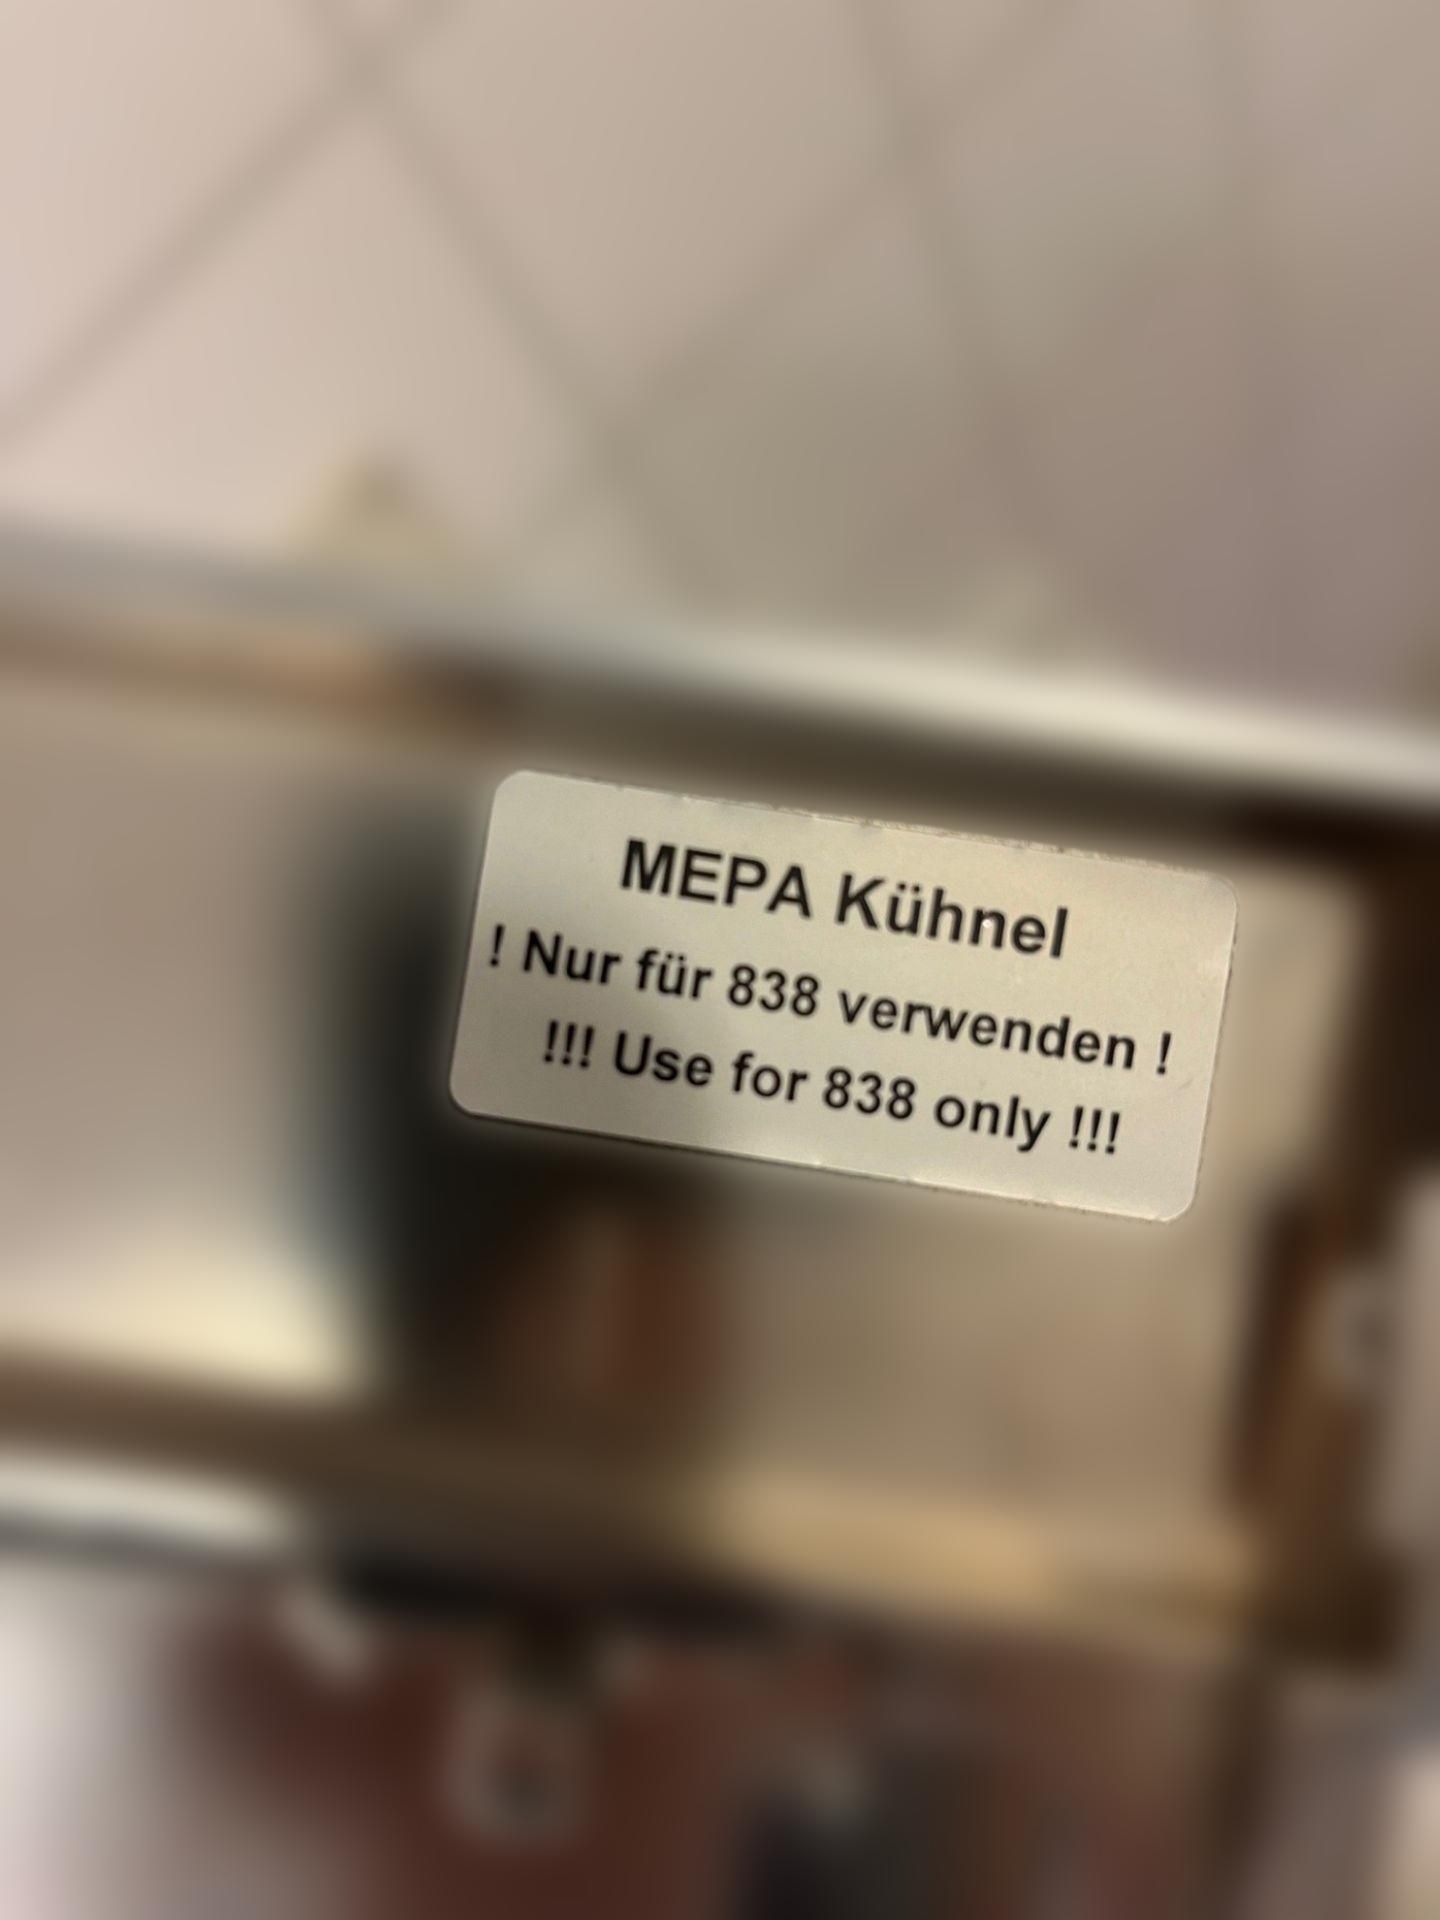 MEPA Kühnel
! Nur für 838 verwenden !
!!! Use for 838 only !!!